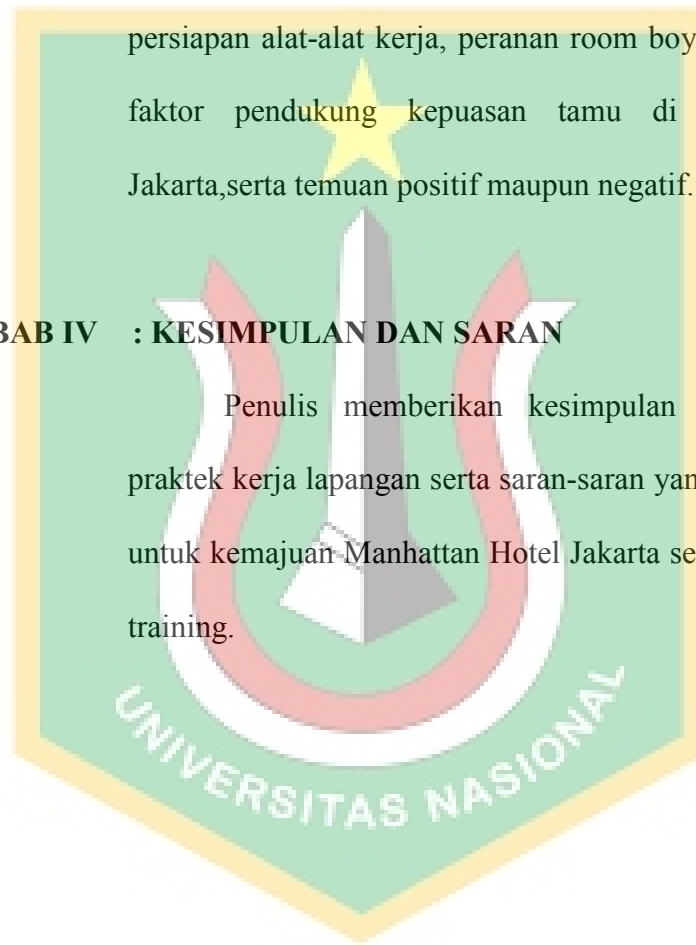 persiapan alat-alat kerja, peranan room boy
faktor pendukung kepuasan tamu di
Jakarta,serta temuan positif maupun negatif.
BAB IV : KESIMPULAN DAN SARAN
Penulis memberikan kesimpulan
praktek kerja lapangan serta saran-saran yan
untuk kemajuan Manhattan Hotel Jakarta se
training.
UNIVERSITAS NASIONAL